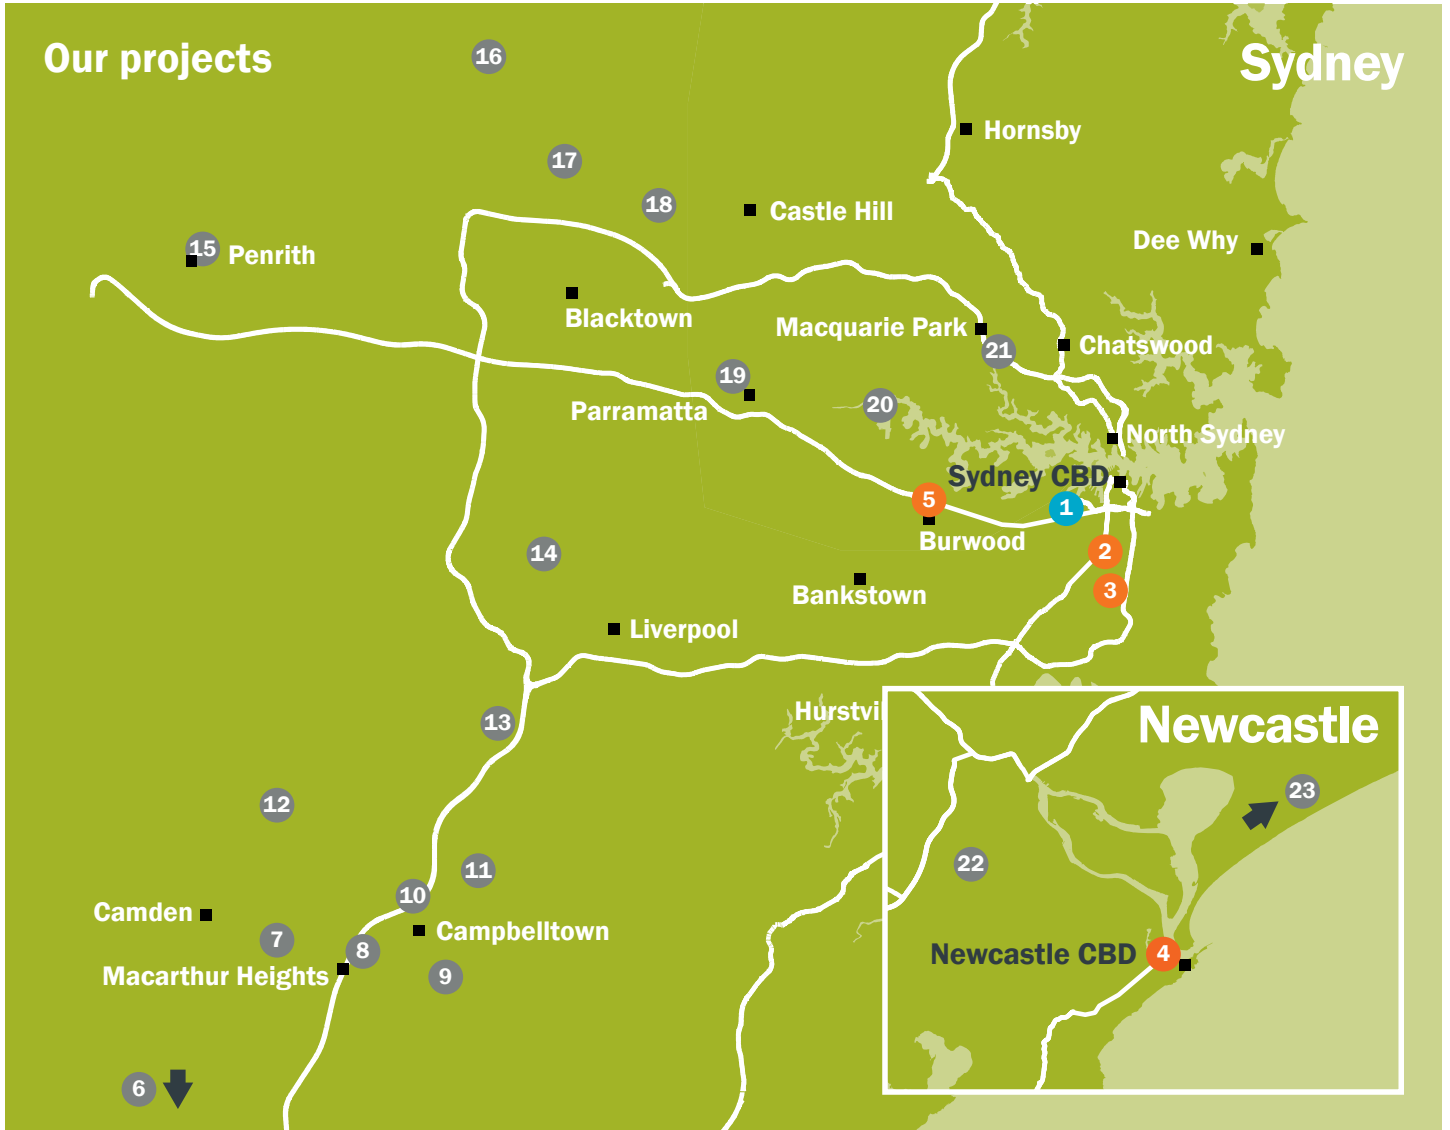 Our projects
Sydney
16
Hornsby
17
18
Castle Hill
Dee Why
15
Penrith
Blacktown
Macquarie Park
21
Chatswood
19
Parramatta
20
North Sydney
Sydney CBD
5
1
Burwood
2
14
Bankstown
3
Liverpool
13
Hurstvil
Newcastle
23
12
22
11
10
Camden
7
Campbelltown
8
Macarthur Heights
9
Newcastle CBD
4
6